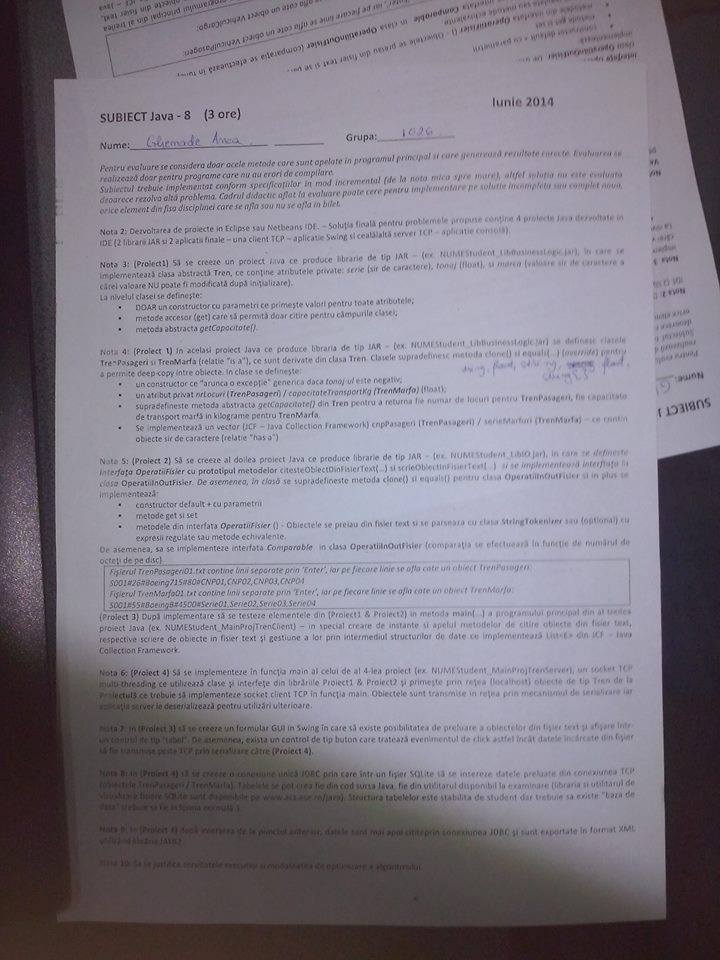 SUBIECT Java - 8 (3 ore)
Iunie 2014
Nume: Anca
Grupa: 1026
Pentru evaluare se considera doar acele metode care sunt apelate in programul principal si care generează rezultate corecte. Evaluarea se
realizează doar pentru programe care nu au erori de compilare.
Subiectul trebuie implementat conform specificațiilor in mod incremental (de la nota mica spre mare), altfel soluția nu este evaluata
deoarece rezolva altă problema. Cadrul didactic aflat la evaluare poate cere pentru implementare pe solutie incompleta sau complet noua,
orice element din fisa disciplinei care se afla sau nu se afla in bilet.
Nota 2: Dezvoltarea de proiecte in Eclipse sau Netbeans IDE. – Soluția finală pentru problemele propuse conține 4 proiecte Java dezvoltate in
IDE (2 librarii JAR si 2 aplicatii finale – una client TCP – aplicatie Swing si cealălaltă server TCP – aplicatie consolă).
Nota 3: (Proiect1) Să se creeze un proiect Java ce produce librarie de tip JAR – (ex. NUMEStudent_LibBusinessLogic.jar), în care se
implementează clasa abstractă Tren, ce conține atributele private: serie (sir de caractere), tonaj (float), si marca (valoare sir de caractere a
cărei valoare NU poate fi modificată după inițializare).
La nivelul clasei se definește:
• DOAR un constructor cu parametri ce primește valori pentru toate atributele;
• metode accesor (get) care să permită doar citire pentru câmpurile clasei;
• metoda abstracta getCapacitate().
Nota 4: (Proiect 1) In acelasi proiect Java ce produce libraria de tip JAR - (ex. NUMEStudent_LibBusinessLogic.jar) se definesc clasele
TrenPasageri si TrenMarfa (relatie "is a"), ce sunt derivate din clasa Tren. Clasele supradefinesc metoda clone() si equals(...) (override) pentru
a permite deep-copy intre obiecte. In clase se definește:
• un constructor ce "arunca o excepție" generica daca tonaj ul este negativ;
• un atribut privat nrLocuri (TrenPasageri) / capacitateTransportKg (TrenMarfa) (float);
• supradefineste metoda abstracta getCapacitate() din Tren pentru a returna fie numar de locuri pentru TrenPasageri, fie capacitate
de transport marfă in kilograme pentru TrenMarfa.
• Se implementează un vector (JCF – Java Collection Framework) cnpPasageri (TrenPasageri) / serieMarfuri (TrenMarfa) – ce contin
obiecte sir de caractere (relatie "has a")
Nota 5: (Proiect 2) Să se creeze al doilea proiect Java ce produce librarie de tip JAR – (ex. NUMEStudent_LibIO.jar), în care se definește
Interfața OperatiiFisier cu prototipul metodelor citesteObiectDinFisierText(...) si scrieObiectInFisierText(...) si se implementează interfața in
clasa OperatiiInOutFisier. De asemenea, în clasă se supradefineste metoda clone() si equals() pentru clasa OperatiiInOutFisier si in plus se
implementează:
• constructor default + cu parametrii
• metode get si set
• metodele din interfata OperatiiFisier () - Obiectele se preiau din fisier text si se parseaza cu clasa StringTokenizer sau (optional) cu
expresii regulate sau metode echivalente.
De asemenea, sa se implementeze interfata Comparable in clasa OperatiiInOutFisier (comparația se efectuează în funcție de numărul de
octeți de pe disc)
Fișierul TrenPasageri01.txt contine linii separate prin 'Enter', iar pe fiecare linie se afla cate un obiect TrenPasageri:
S001#26#Boeing715#80#CNP01,CNP02,CNP03,CNP04
Fișierul TrenMarfa01.txt contine linii separate prin 'Enter', iar pe fiecare linie se afla cate un obiect TrenMarfa:
S001#55#BoeingB#4500#Serie01,Serie02,Serie03,Serie04
(Proiect 3) După implementare să se testeze elementele din (Proiect1 & Proiect2) in metoda main(...) a programului principal din al treilea
proiect Java (ex. NUMEStudent_MainProjTrenClient) – in special creare de instante si apelul metodelor de citire obiecte din fisier text,
respective scriere de obiecte in fisier text și gestiune a lor prin intermediul structurilor de date ce implementează List<E> din JCF - Java
Collection Framework.
Nota 6: (Proiect 4) Să se implementeze în funcția main al celui de al 4-lea proiect (ex. NUMEStudent_MainProjTrenServer), un socket TCP
multi-threading ce utilizează clase și interfețe din librăriile Proiect1 & Proiect2 și primește prin rețea (localhost) obiecte de tip Tren de la
Proiectul3 ce trebuie să implementeze socket client TCP în funcția main. Obiectele sunt transmise in rețea prin mecanismul de serializare iar
aplicația server le deserializează pentru utilizări ulterioare.
Nota 7: In (Proiect 3) să se creeze un formular GUI in Swing în care să existe posibilitatea de preluare a obiectelor din fișier text și afișare într-
un control de tip "label". De asemenea, exista un control de tip buton care tratează evenimentul de click astfel încât datele încărcate din fișier
să fie transmise peste TCP prin serializare către (Proiect 4).
Nota 8: In (Proiect 4) să se creeze o conexiune unică JDBC prin care într-un fișier SQLite să se insereze datele preluate din conexiunea TCP
(obiectele TrenPasageri / TrenMarfa). Tabelele se pot crea fie din cod sursa Java, fie din utilitarul disponibil la examinare (libraria si utilitarul de
vizualizare fisiere SQLite sunt disponibile pe www.acs.ase.ro/java). Structura tabelelor este stabilita de student dar trebuie sa existe "baza de
date" trebuie sa fie in forma normală 3.
Nota 9: In (Proiect 4) după inserarea de la punctul anterior, datele sunt mai apoi citite prin conexiunea JDBC și sunt exportate în format XML
Nota 10: Sa se justifice rezultatele executiei si modalitatea de optimizare a algoritmului.